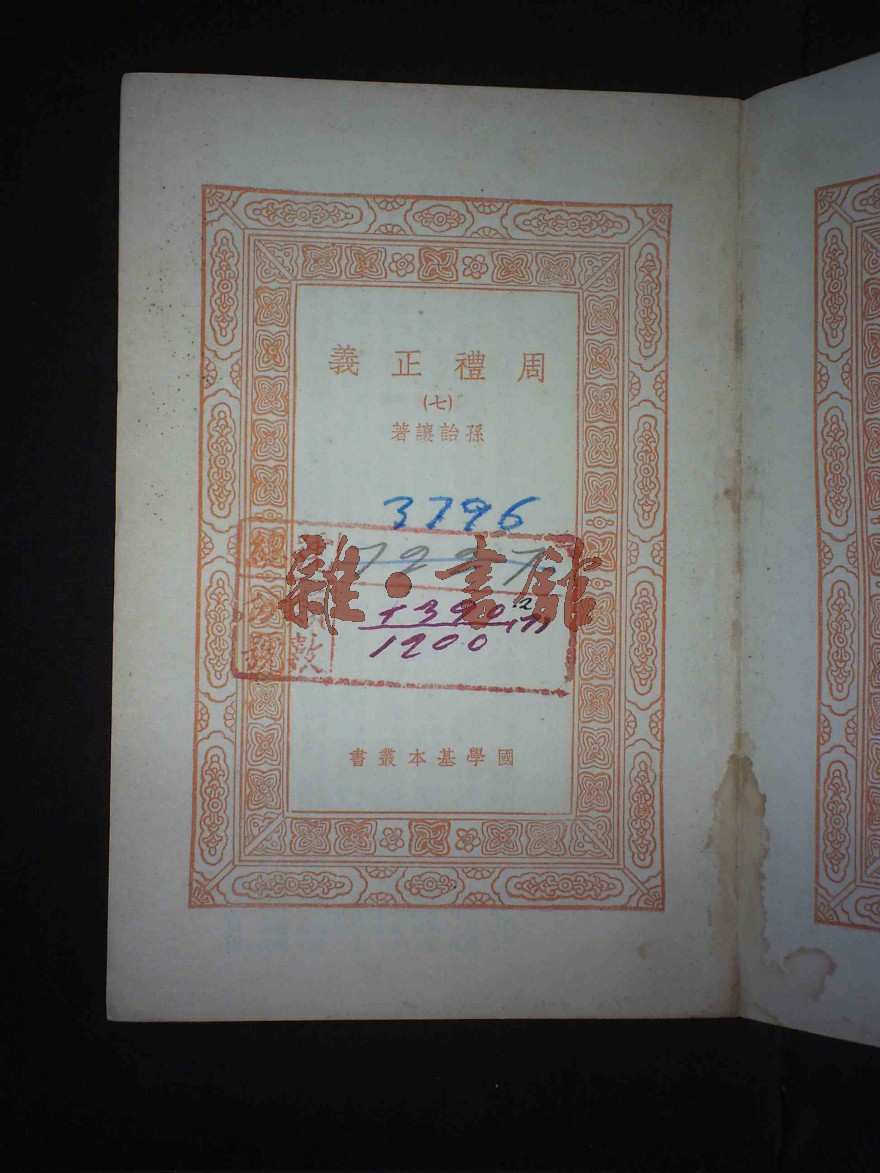 周禮正義
(七)
孫詒讓著
3796
雜·書館
1200
國學基本叢書